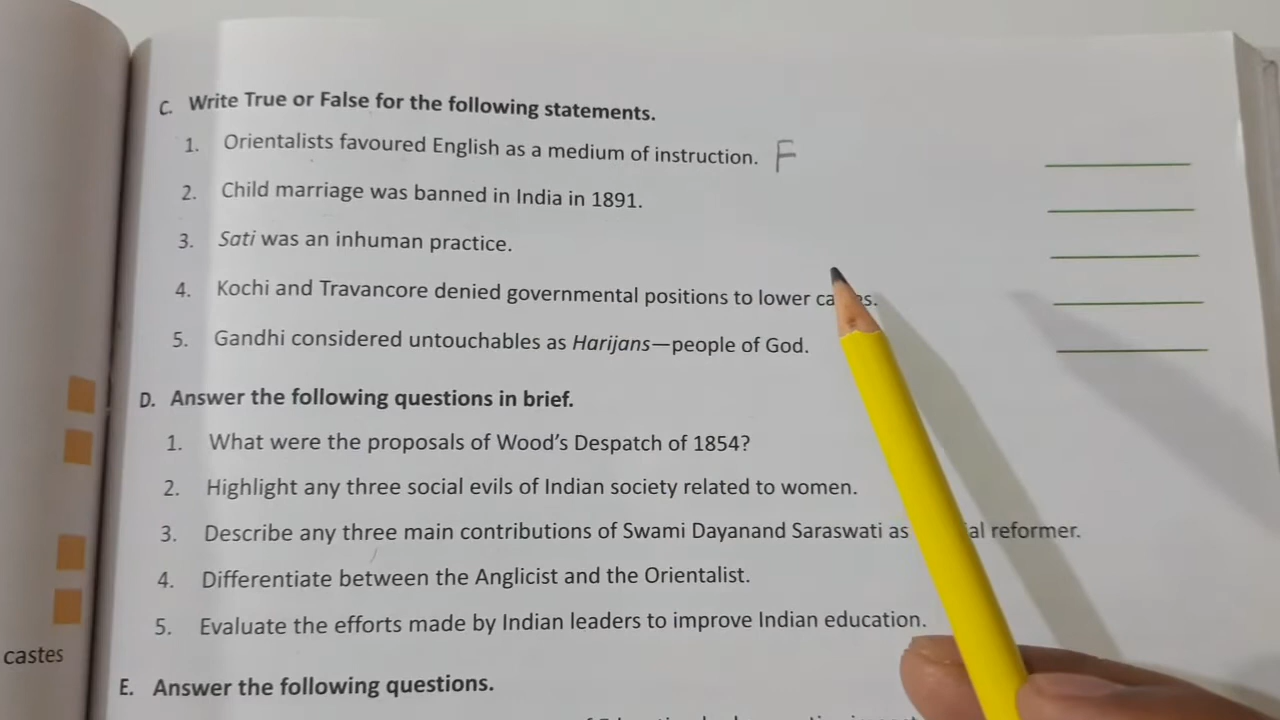 C. Write True or False for the following statements.
1. Orientalists favoured English as a medium of instruction. F
2. Child marriage was banned in India in 1891.
3. Sati was an inhuman practice.
4. Kochi and Travancore denied governmental positions to lower
5. Gandhi considered untouchables as Harijans—people of God.
D. Answer the following questions in brief.
1. What were the proposals of Wood's Despatch of 1854?
2. Highlight any three social evils of Indian society related to women.
3. Describe any three main contributions of Swami Dayanand Saraswati as reformer.
4. Differentiate between the Anglicist and the Orientalist.
5. Evaluate the efforts made by Indian leaders to improve Indian education.
castes
E. Answer the following questions.